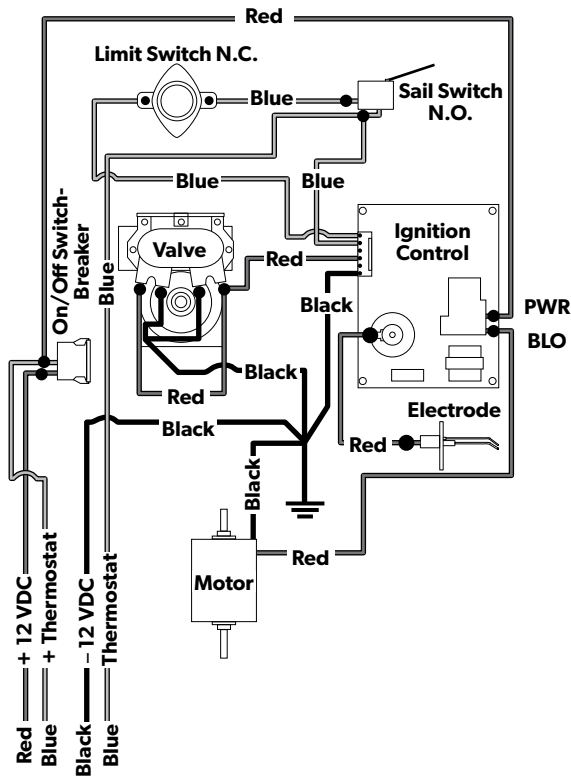 Red
Limit Switch N.C.
Blue
Sail Switch
N.O.
Blue
Blue
On/Off Switch-
Breaker
Blue
Valve
Ignition
Control
Red
Black
PWR
BLO
Black
Red
Black
Electrode
Red
Black
Red
Motor
Red + 12 VDC
Blue + Thermostat
Black – 12 VDC
Blue Thermostat